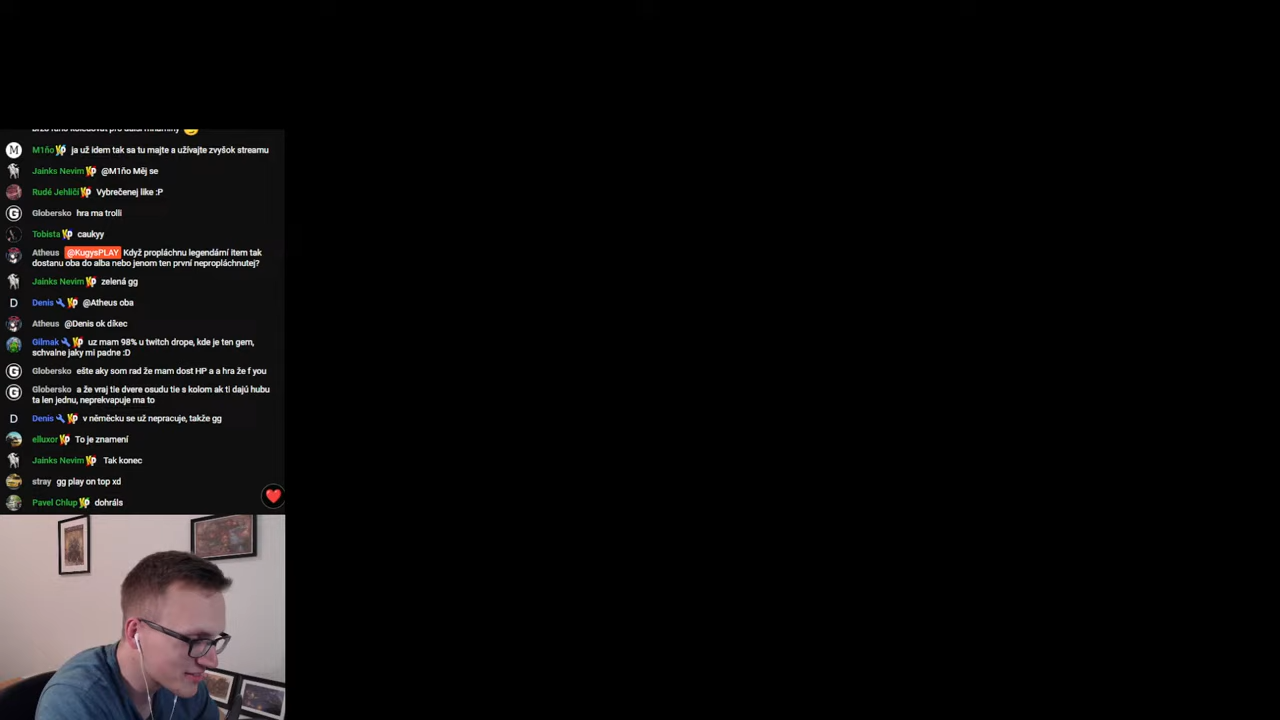 M1ňo ja už idem tak sa tu majte a užívajte zvyšok streamu
Jainks Nevim @M1ňo Měj se
Rudé Jehličí Vybrečenej like :P
Globersko hra ma trolli
Tobista caukyy
Atheus @KugysPLAY Když propláchnu legendární item tak
dostanu oba do alba nebo jenom ten první nepropláchnutej?
Jainks Nevim zelená gg
D Denis @Atheus oba
Atheus @Denis ok díkec
Gilmak uz mam 98% u twitch drope, kde je ten gem,
schvalne jaky mi padne :D
Globersko ešte aky som rad že mam dost HP a a hra že f you
Globersko a že vraj tie dvere osudu tie s kolom ak ti dajú hubu
ta len jednu, neprekvapuje ma to
D Denis v německu se už nepracuje, takže gg
elluxor To je znamení
Jainks Nevim Tak konec
stray gg play on top xd
Pavel Chlup dohráls